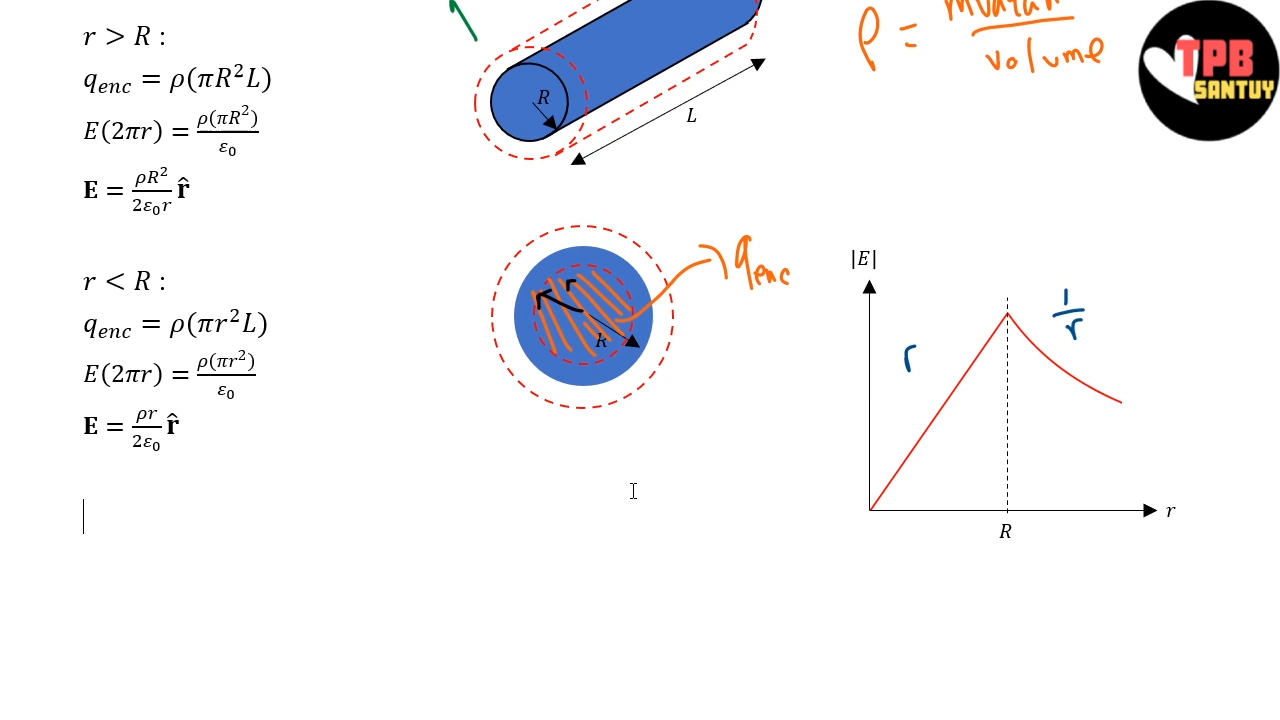 r > R :
q_enc = ρ(πR²L)
E(2πr) = ρ(πR²)/ε₀
𝐄 = ρR²/2ε₀r r̂
r < R :
q_enc = ρ(πr²L)
E(2πr) = ρ(πr²)/ε₀
𝐄 = ρr/2ε₀ r̂
R
L
ρ = muatan/volume
TPB
SANTUY
r
R
q_enc
|E|
r
1/r
r
R